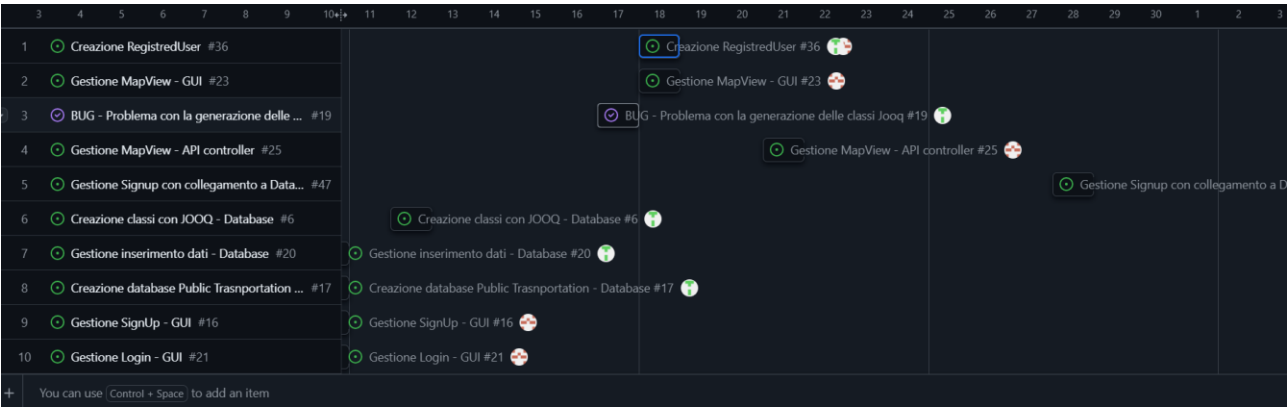 3 4 5 6 7 8 9 10 11 12 13 14 15 16 17 18 19 20 21 22 23 24 25 26 27 28 29 30 1 2 3
1 Creazione RegistredUser #36 Creazione RegistredUser #36
2 Gestione MapView - GUI #23 Gestione MapView - GUI #23
3 BUG - Problema con la generazione delle ... #19 BUG - Problema con la generazione delle classi Jooq #19
4 Gestione MapView - API controller #25 Gestione MapView - API controller #25
5 Gestione Signup con collegamento a Data... #47 Gestione Signup con collegamento a D
6 Creazione classi con JOOQ - Database #6 Creazione classi con JOOQ - Database #6
7 Gestione inserimento dati - Database #20 Gestione inserimento dati - Database #20
8 Creazione database Public Trasnportation ... #17 Creazione database Public Trasnportation - Database #17
9 Gestione SignUp - GUI #16 Gestione SignUp - GUI #16
10 Gestione Login - GUI #21 Gestione Login - GUI #21
+ You can use Control + Space to add an item